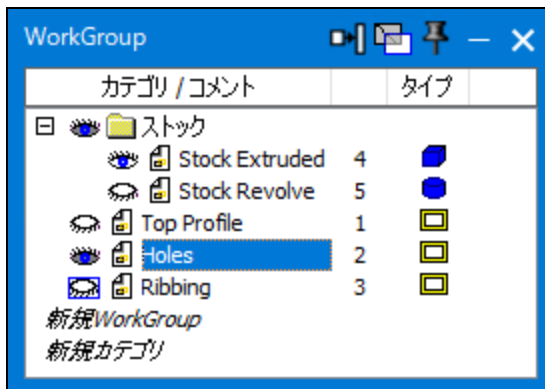 WorkGroup
カテゴリ / コメント タイプ
ストック
Stock Extruded 4
Stock Revolve 5
Top Profile 1
Holes 2
Ribbing 3
新規WorkGroup
新規カテゴリ